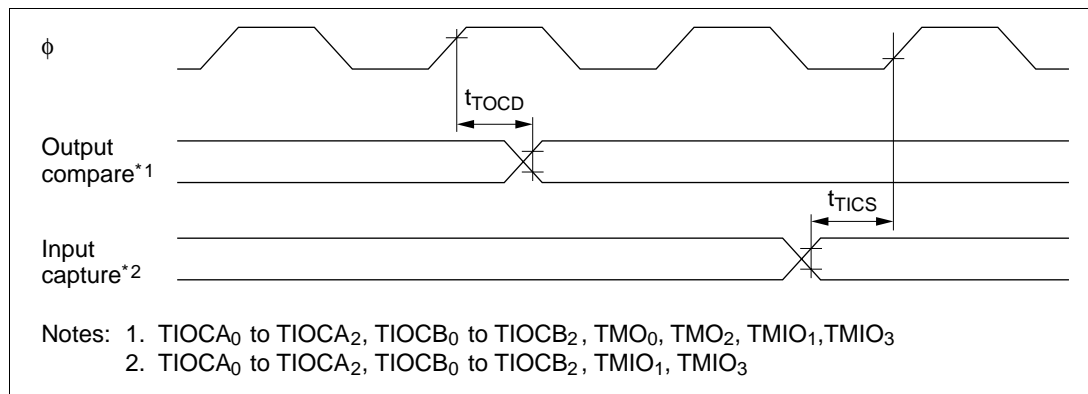 ϕ
tTOCD
Output
compare*1
tTICS
Input
capture*2
Notes: 1. TIOCA0 to TIOCA2, TIOCB0 to TIOCB2, TMO0, TMO2, TMIO1,TMIO3
2. TIOCA0 to TIOCA2, TIOCB0 to TIOCB2, TMIO1, TMIO3